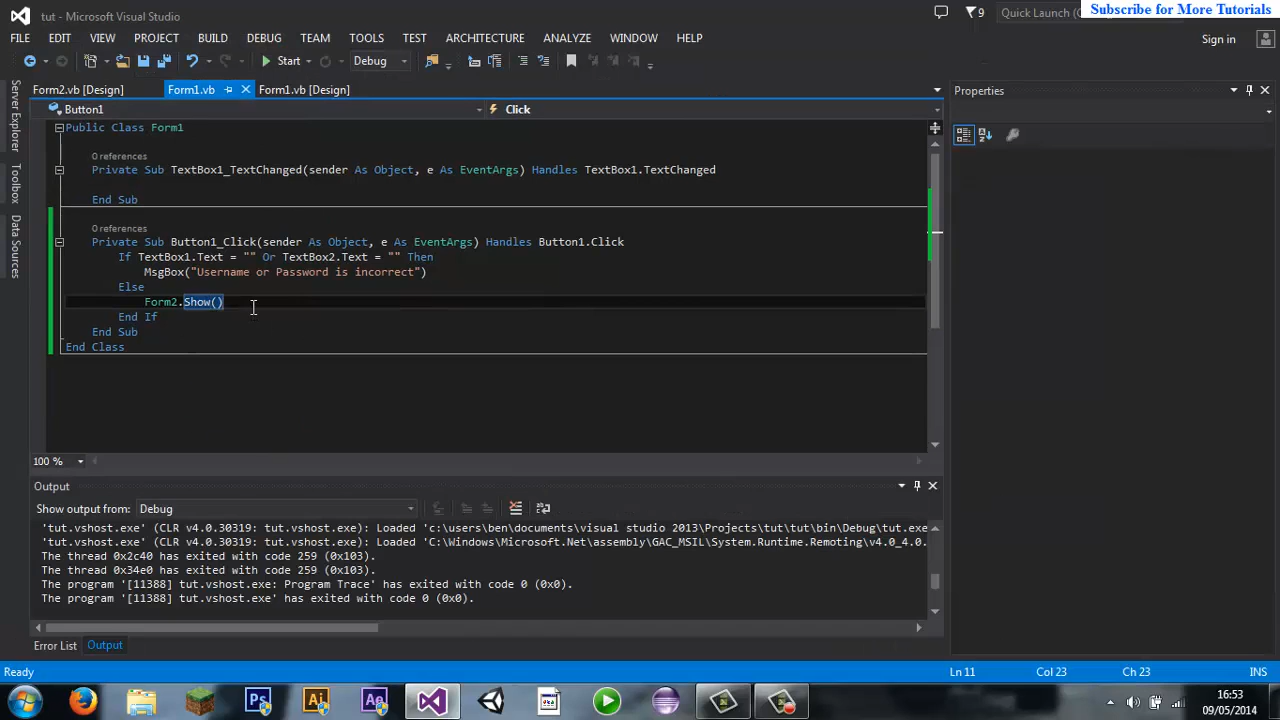 tut - Microsoft Visual Studio
9
Quick Launch (C
Subscribe for More Tutorials
FILE EDIT VIEW PROJECT BUILD DEBUG TEAM TOOLS TEST ARCHITECTURE ANALYZE WINDOW HELP
Sign in
Start Debug
Form2.vb [Design] Form1.vb Form1.vb [Design]
Properties
Server Explorer
Toolbox
Data Sources
Button1 Click
Public Class Form1
0 references
Private Sub TextBox1_TextChanged(sender As Object, e As EventArgs) Handles TextBox1.TextChanged
End Sub
0 references
Private Sub Button1_Click(sender As Object, e As EventArgs) Handles Button1.Click
If TextBox1.Text = "" Or TextBox2.Text = "" Then
MsgBox("Username or Password is incorrect")
Else
Form2.Show()
End If
End Sub
End Class
100 %
Output
Show output from: Debug
'tut.vshost.exe' (CLR v4.0.30319: tut.vshost.exe): Loaded 'c:\users\ben\documents\visual studio 2013\Projects\tut\tut\bin\Debug\tut.exe
'tut.vshost.exe' (CLR v4.0.30319: tut.vshost.exe): Loaded 'C:\Windows\Microsoft.Net\assembly\GAC_MSIL\System.Runtime.Remoting\v4.0_4.0.
The thread 0x2c40 has exited with code 259 (0x103).
The thread 0x34e0 has exited with code 259 (0x103).
The program '[11388] tut.vshost.exe: Program Trace' has exited with code 0 (0x0).
The program '[11388] tut.vshost.exe' has exited with code 0 (0x0).
Error List Output
Ready
Ln 11 Col 23 Ch 23 INS
Ps Ai Ae
16:53
09/05/2014